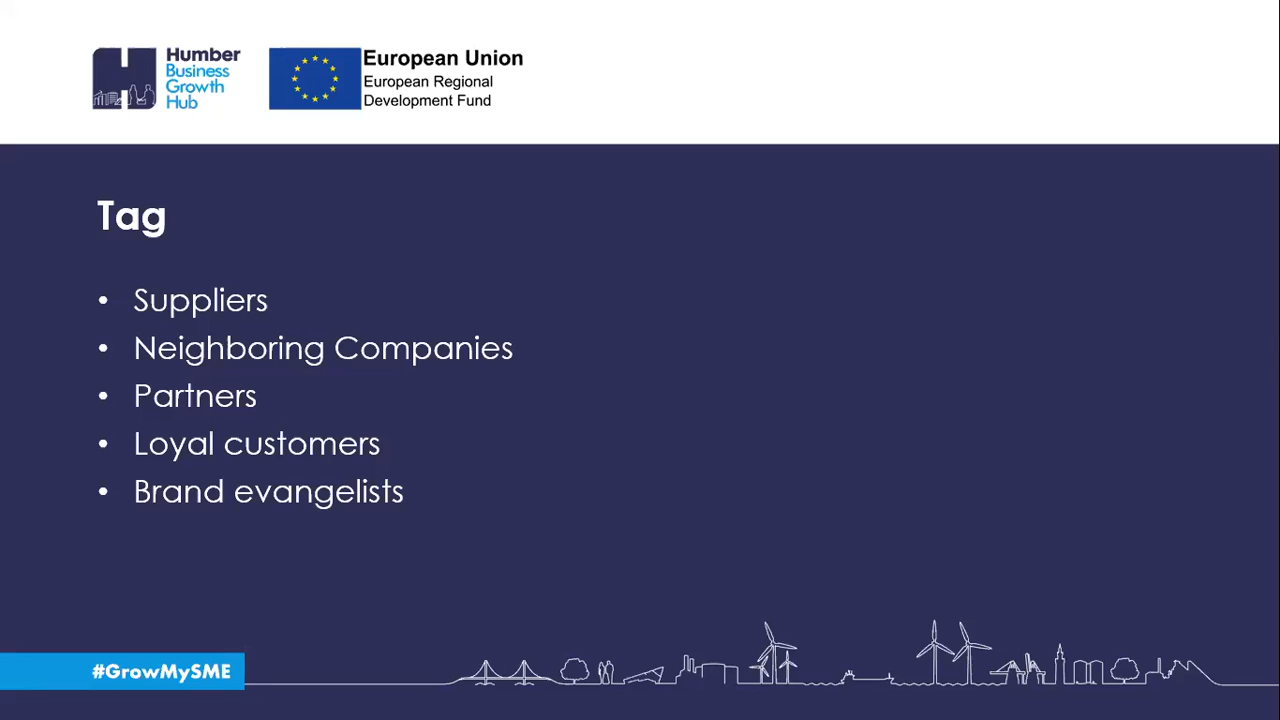 Humber
Business
Growth
Hub
European Union
European Regional
Development Fund
Tag
• Suppliers
• Neighboring Companies
• Partners
• Loyal customers
• Brand evangelists
#GrowMySME